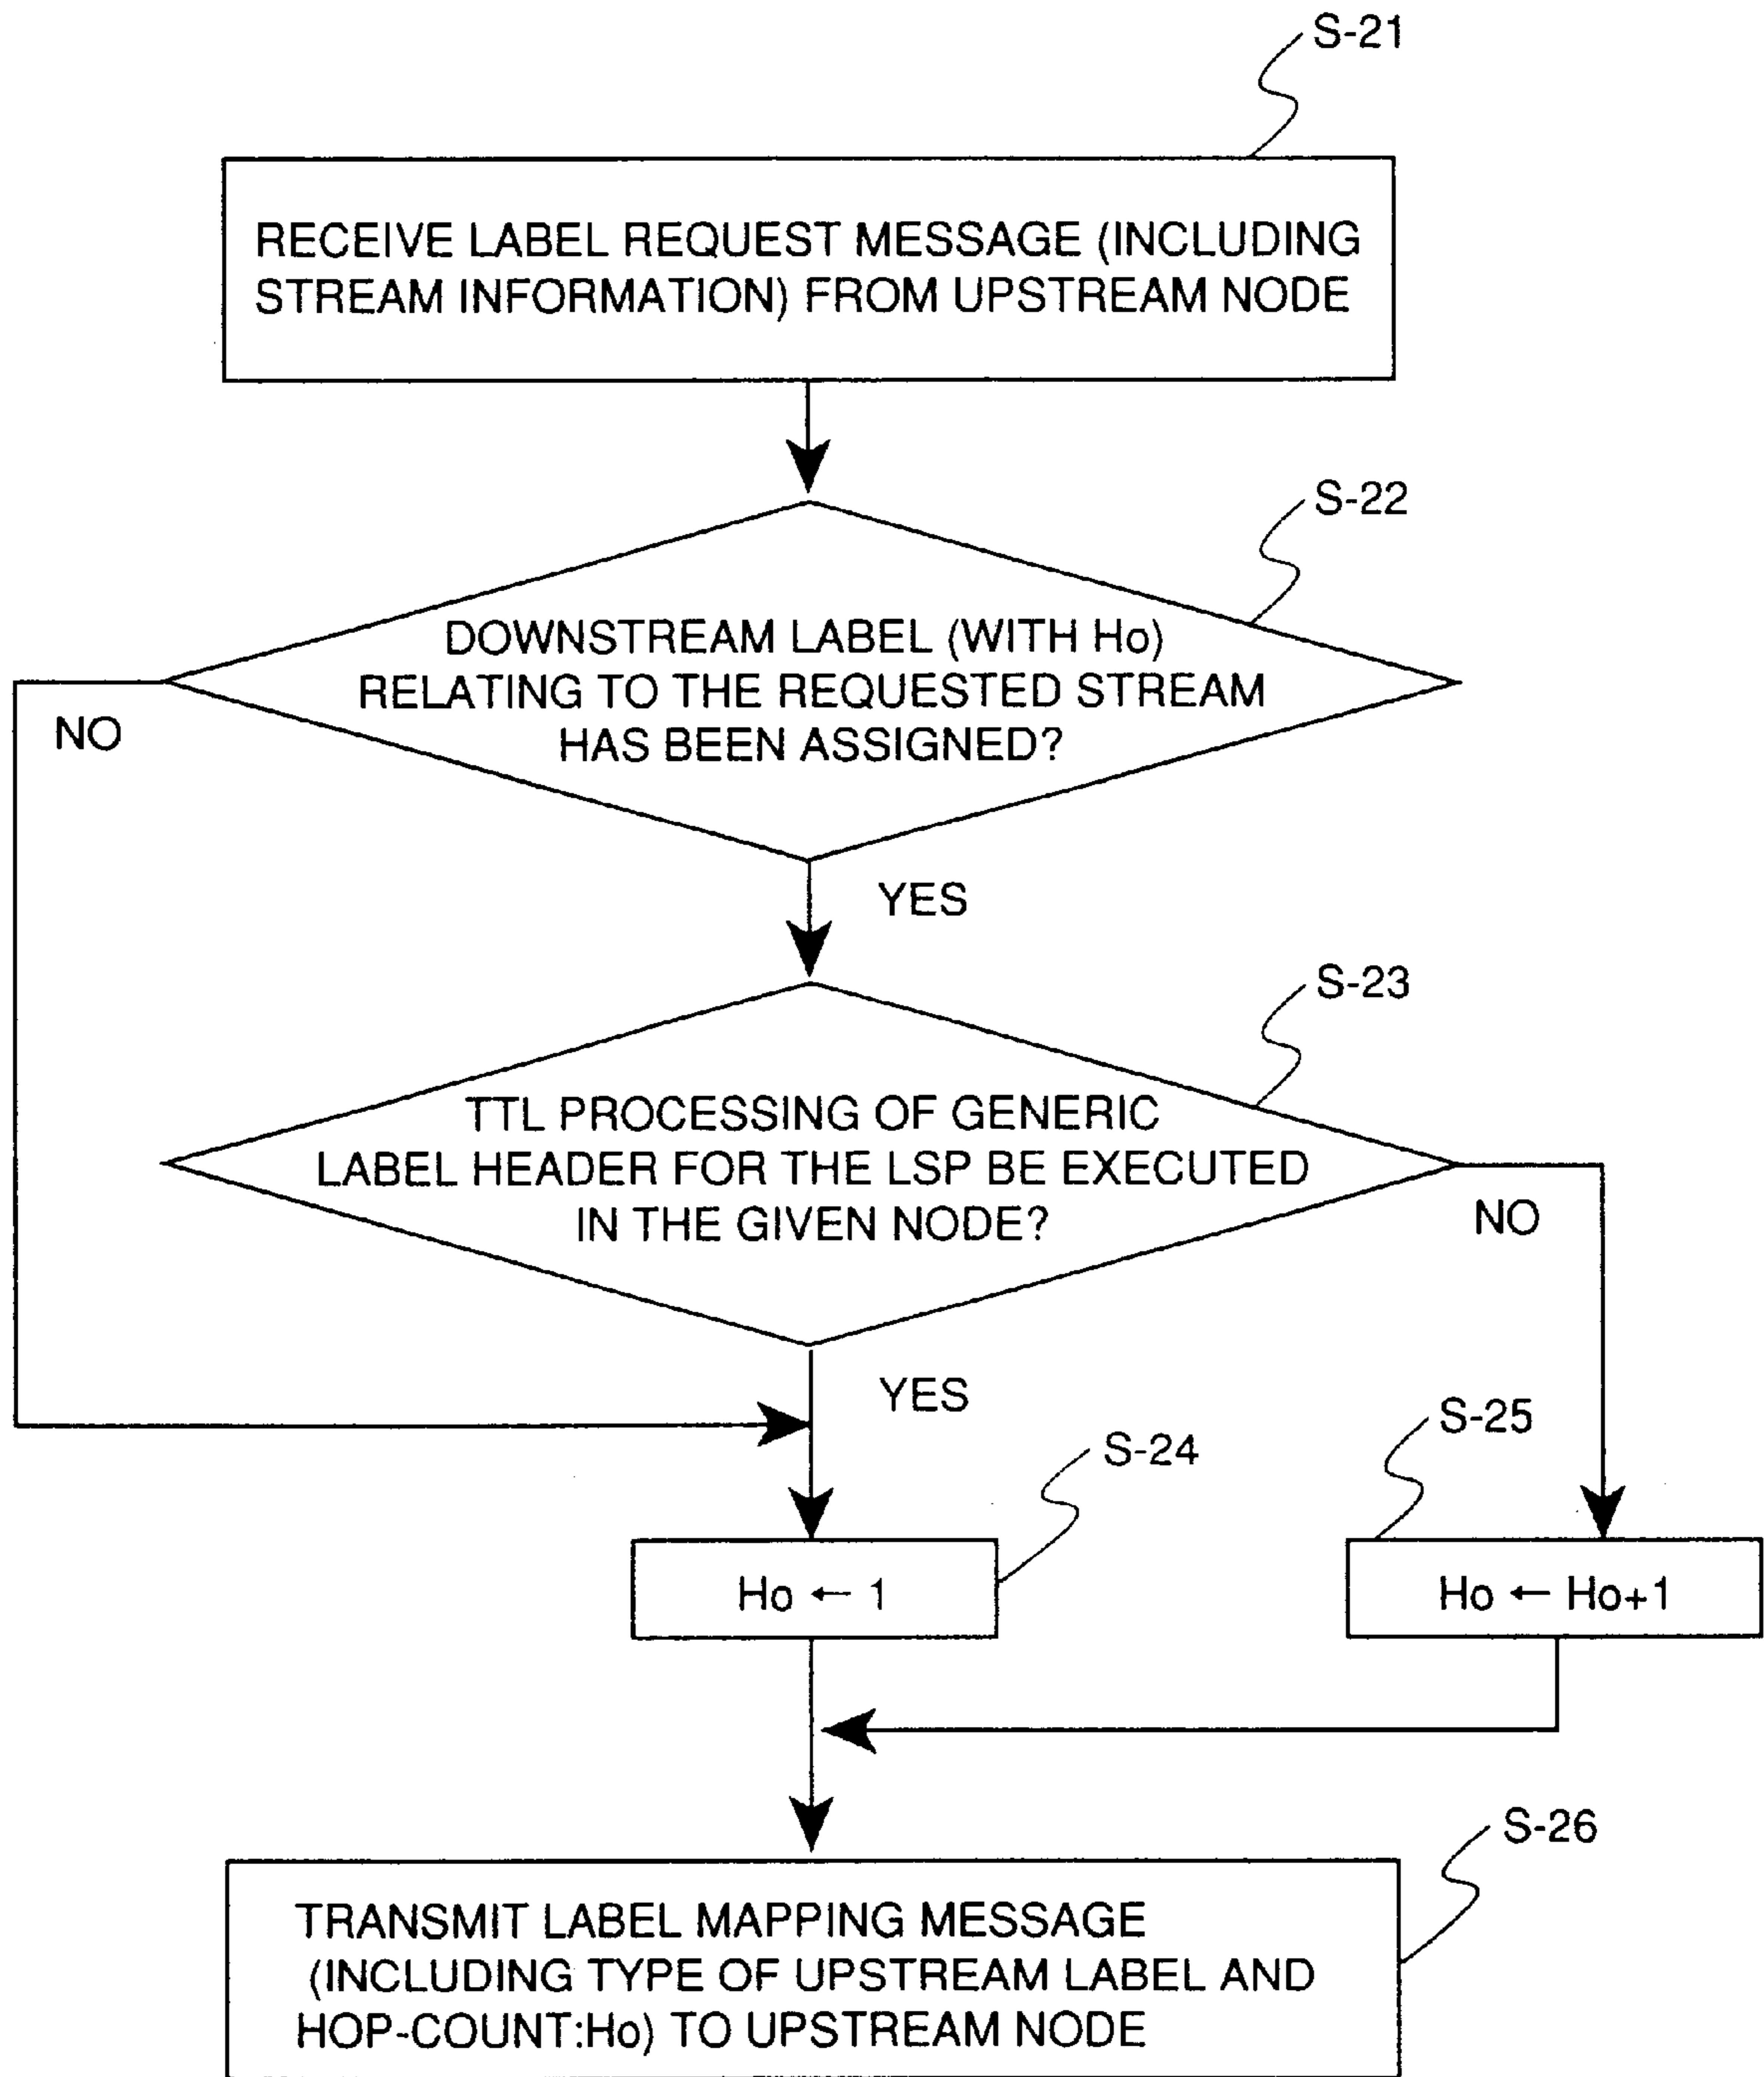 S-21
RECEIVE LABEL REQUEST MESSAGE (INCLUDING
STREAM INFORMATION) FROM UPSTREAM NODE
S-22
DOWNSTREAM LABEL (WITH Ho)
RELATING TO THE REQUESTED STREAM
HAS BEEN ASSIGNED?
NO
YES
S-23
TTL PROCESSING OF GENERIC
LABEL HEADER FOR THE LSP BE EXECUTED
IN THE GIVEN NODE?
NO
YES
S-24
S-25
Ho ← 1
Ho ← Ho+1
S-26
TRANSMIT LABEL MAPPING MESSAGE
(INCLUDING TYPE OF UPSTREAM LABEL AND
HOP-COUNT:Ho) TO UPSTREAM NODE